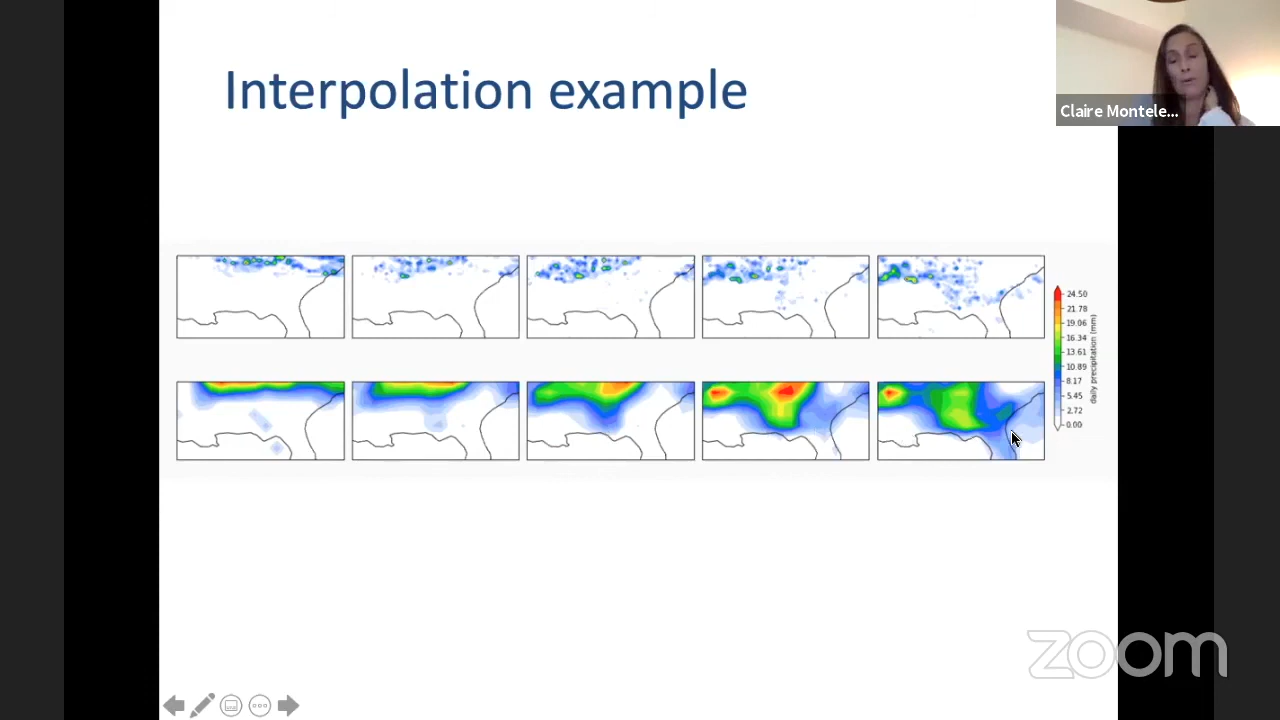 Interpolation example
Claire Montele...
24.50
21.78
19.06
16.34
13.61
10.89
8.17
5.45
2.72
0.00
daily precipitation (mm)
zoom